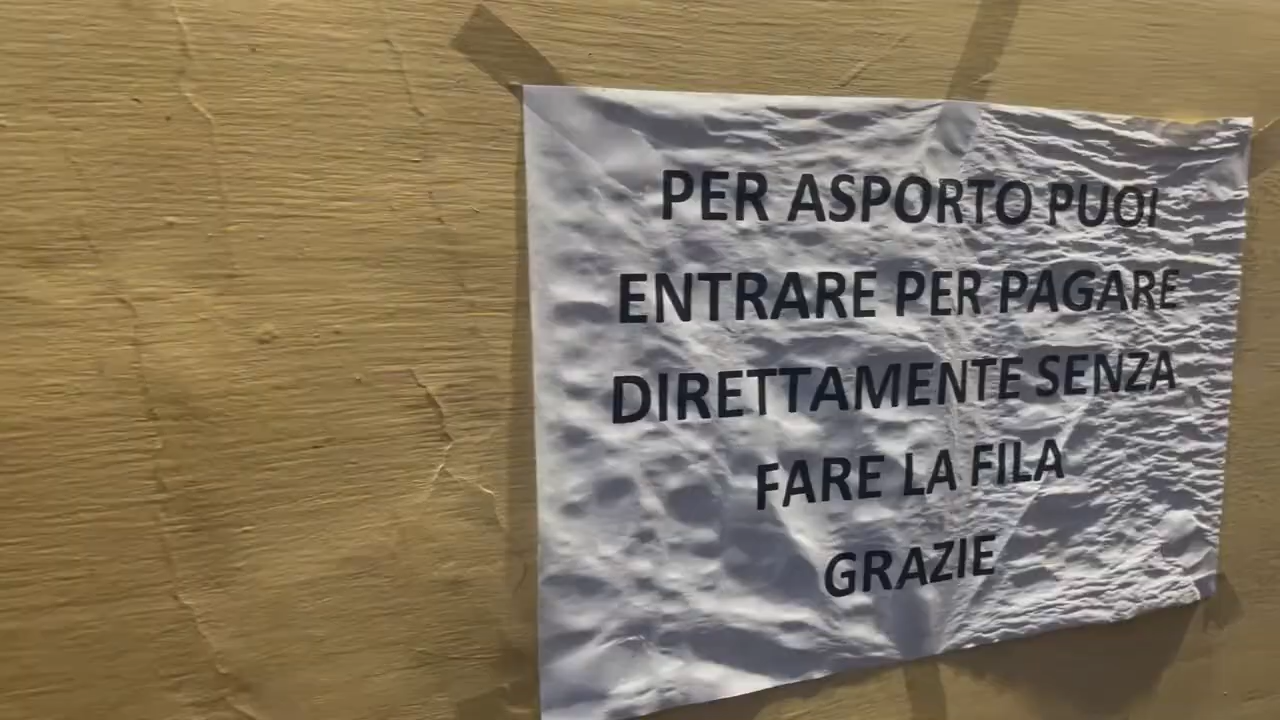 PER ASPORTO PUOI
ENTRARE PER PAGARE
DIRETTAMENTE SENZA
FARE LA FILA
GRAZIE